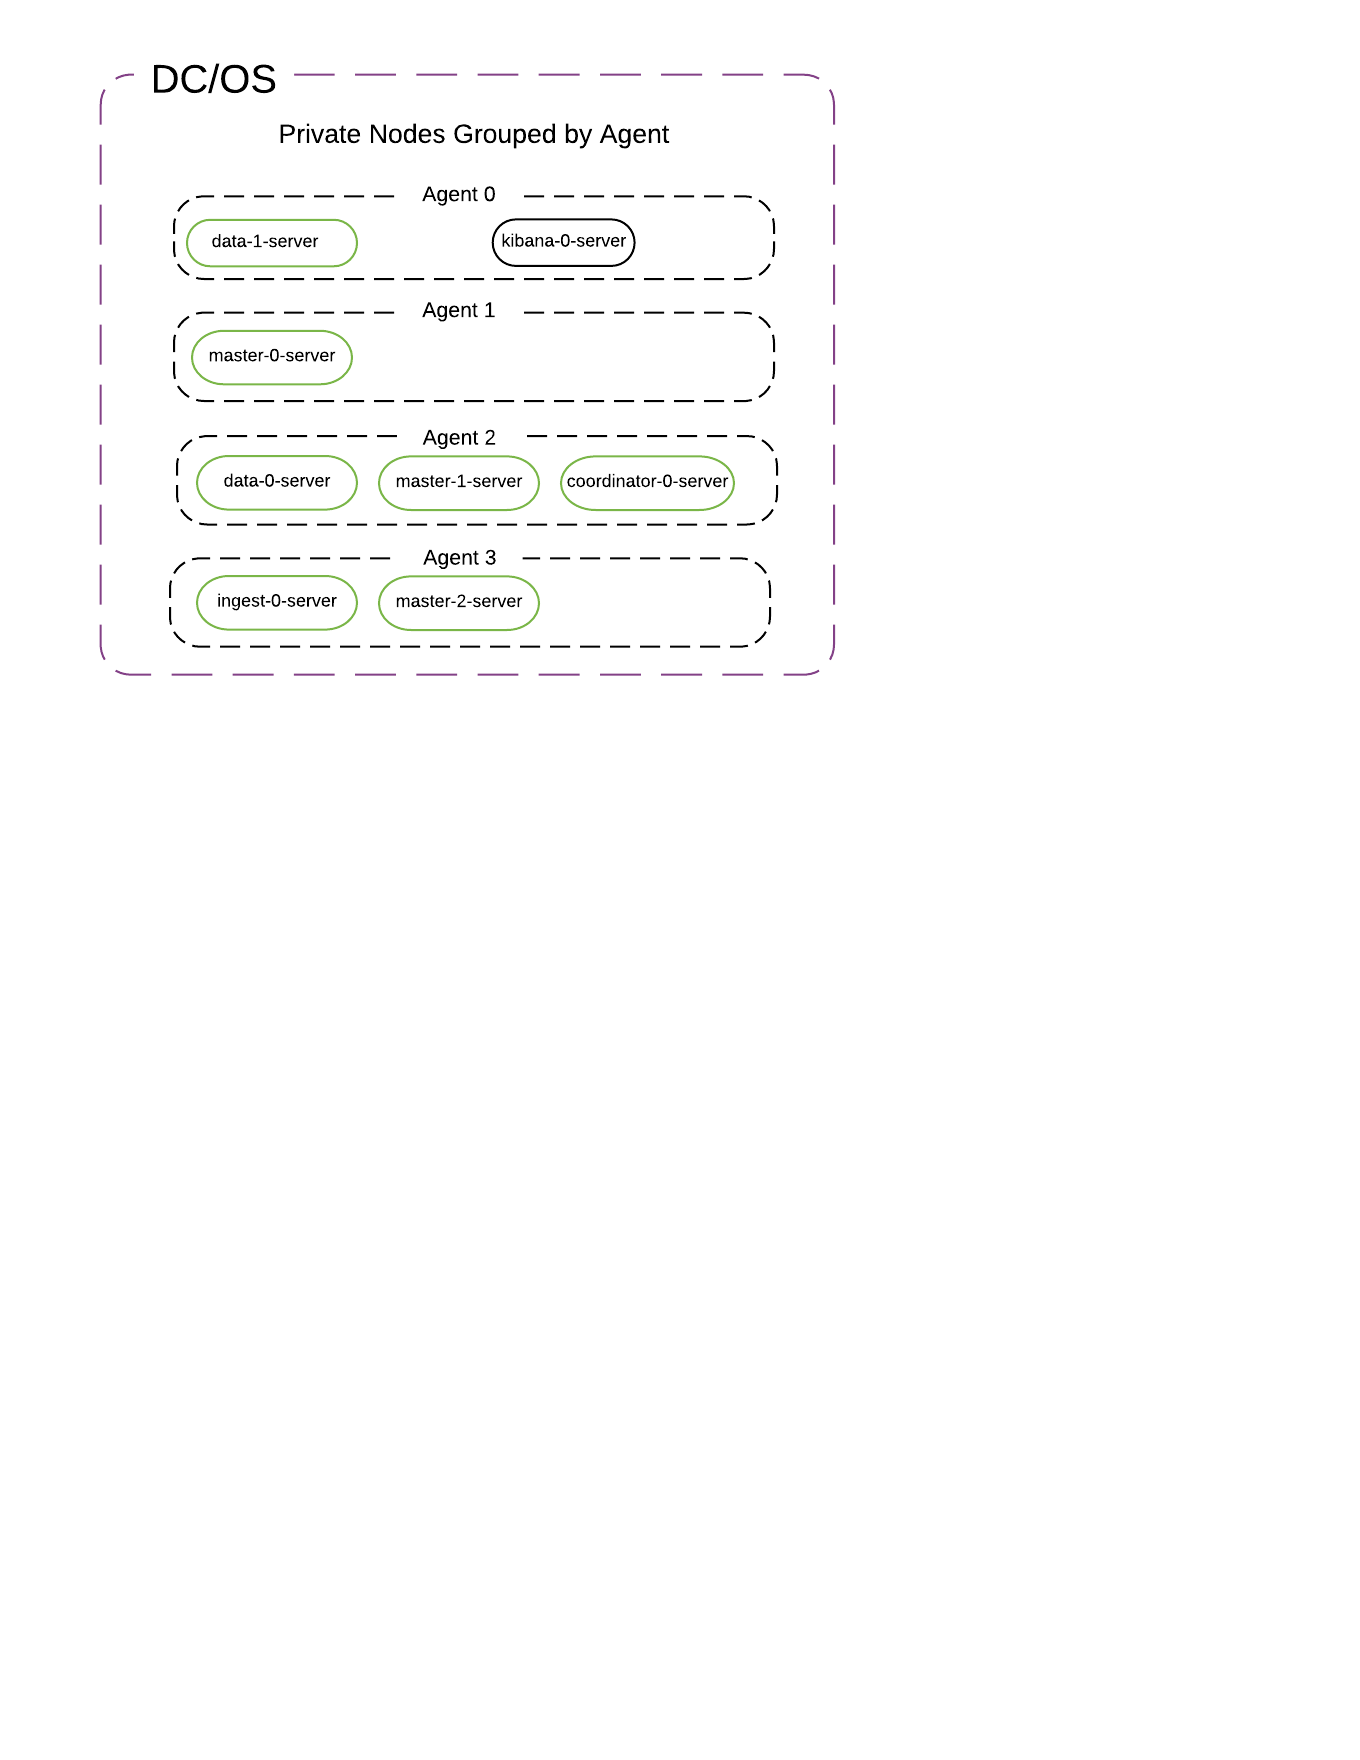 DC/OS
Private Nodes Grouped by Agent
Agent 0
data-1-server
kibana-0-server
Agent 1
master-0-server
Agent 2
data-0-server
master-1-server
coordinator-0-server
Agent 3
ingest-0-server
master-2-server